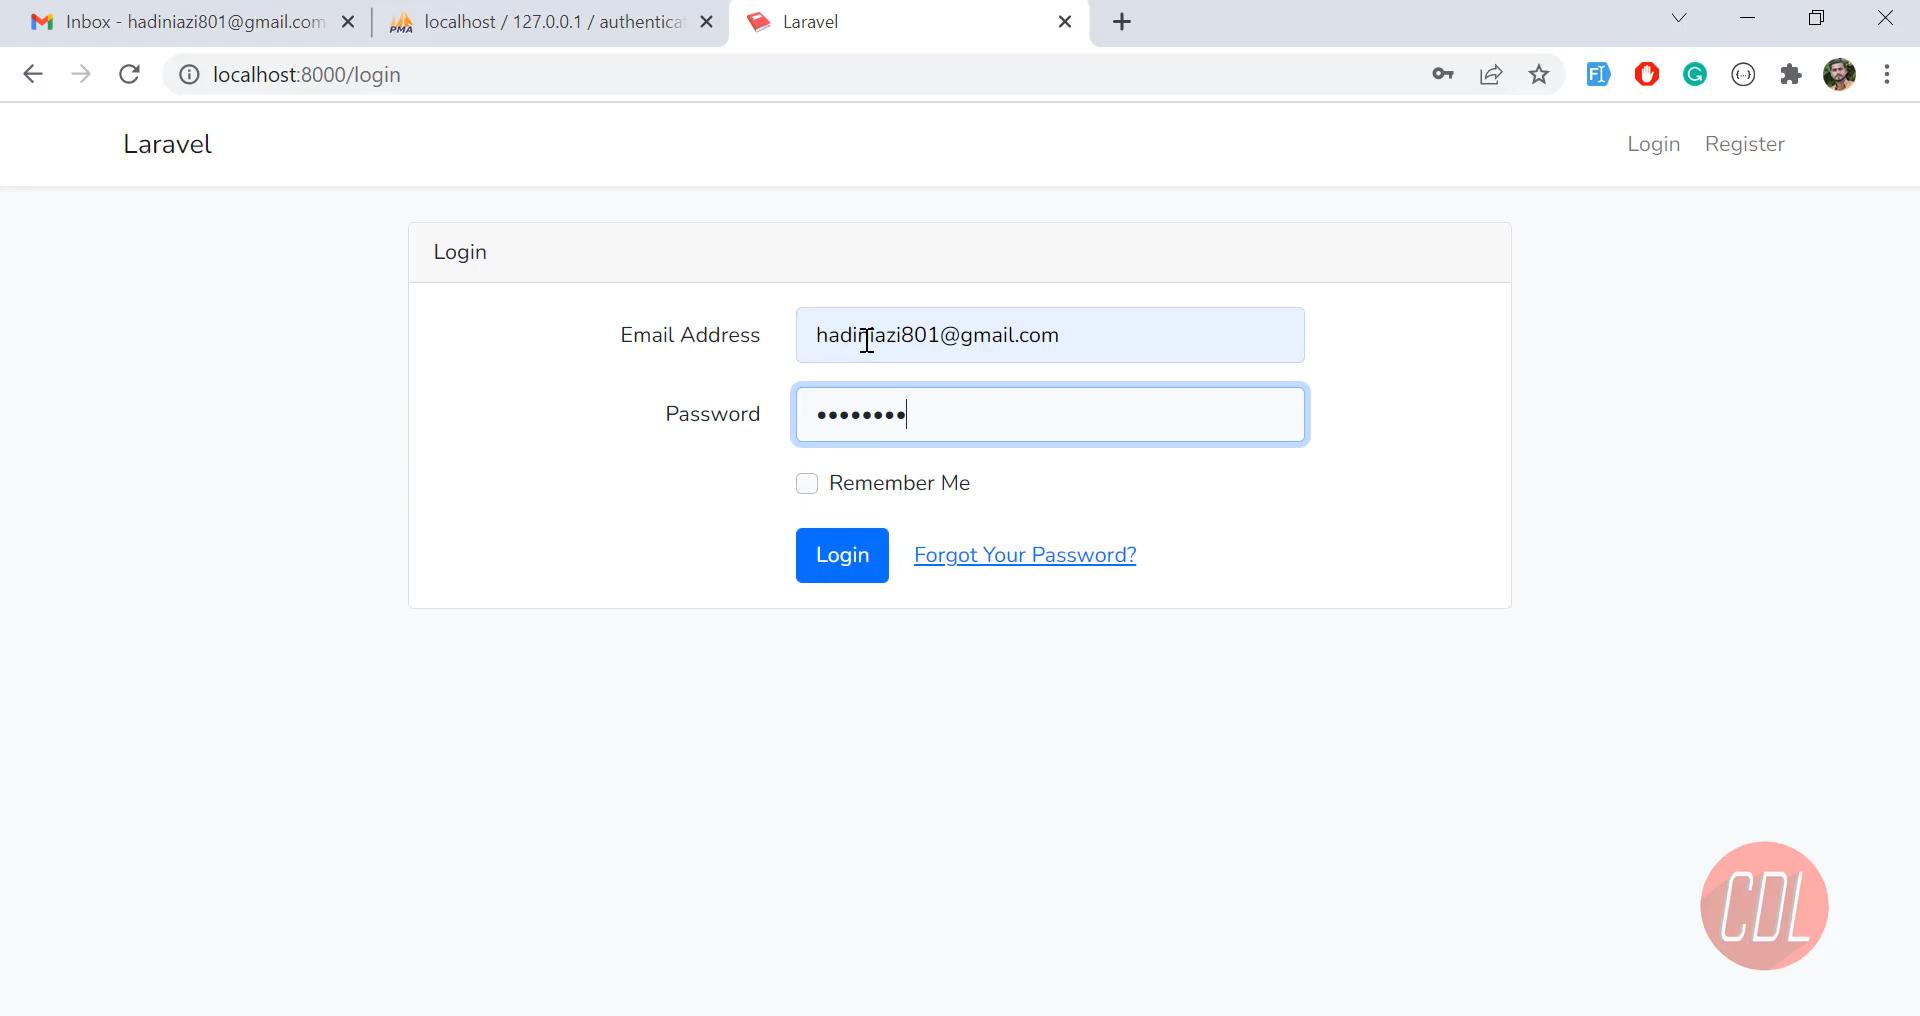 Inbox - hadiniazi801@gmail.com
PMA
localhost / 127.0.0.1 / authentica
Laravel
localhost:8000/login
Laravel
Login
Register
Login
Email Address
hadiniazi801@gmail.com
Password
••••••••
Remember Me
Login
Forgot Your Password?
CDL